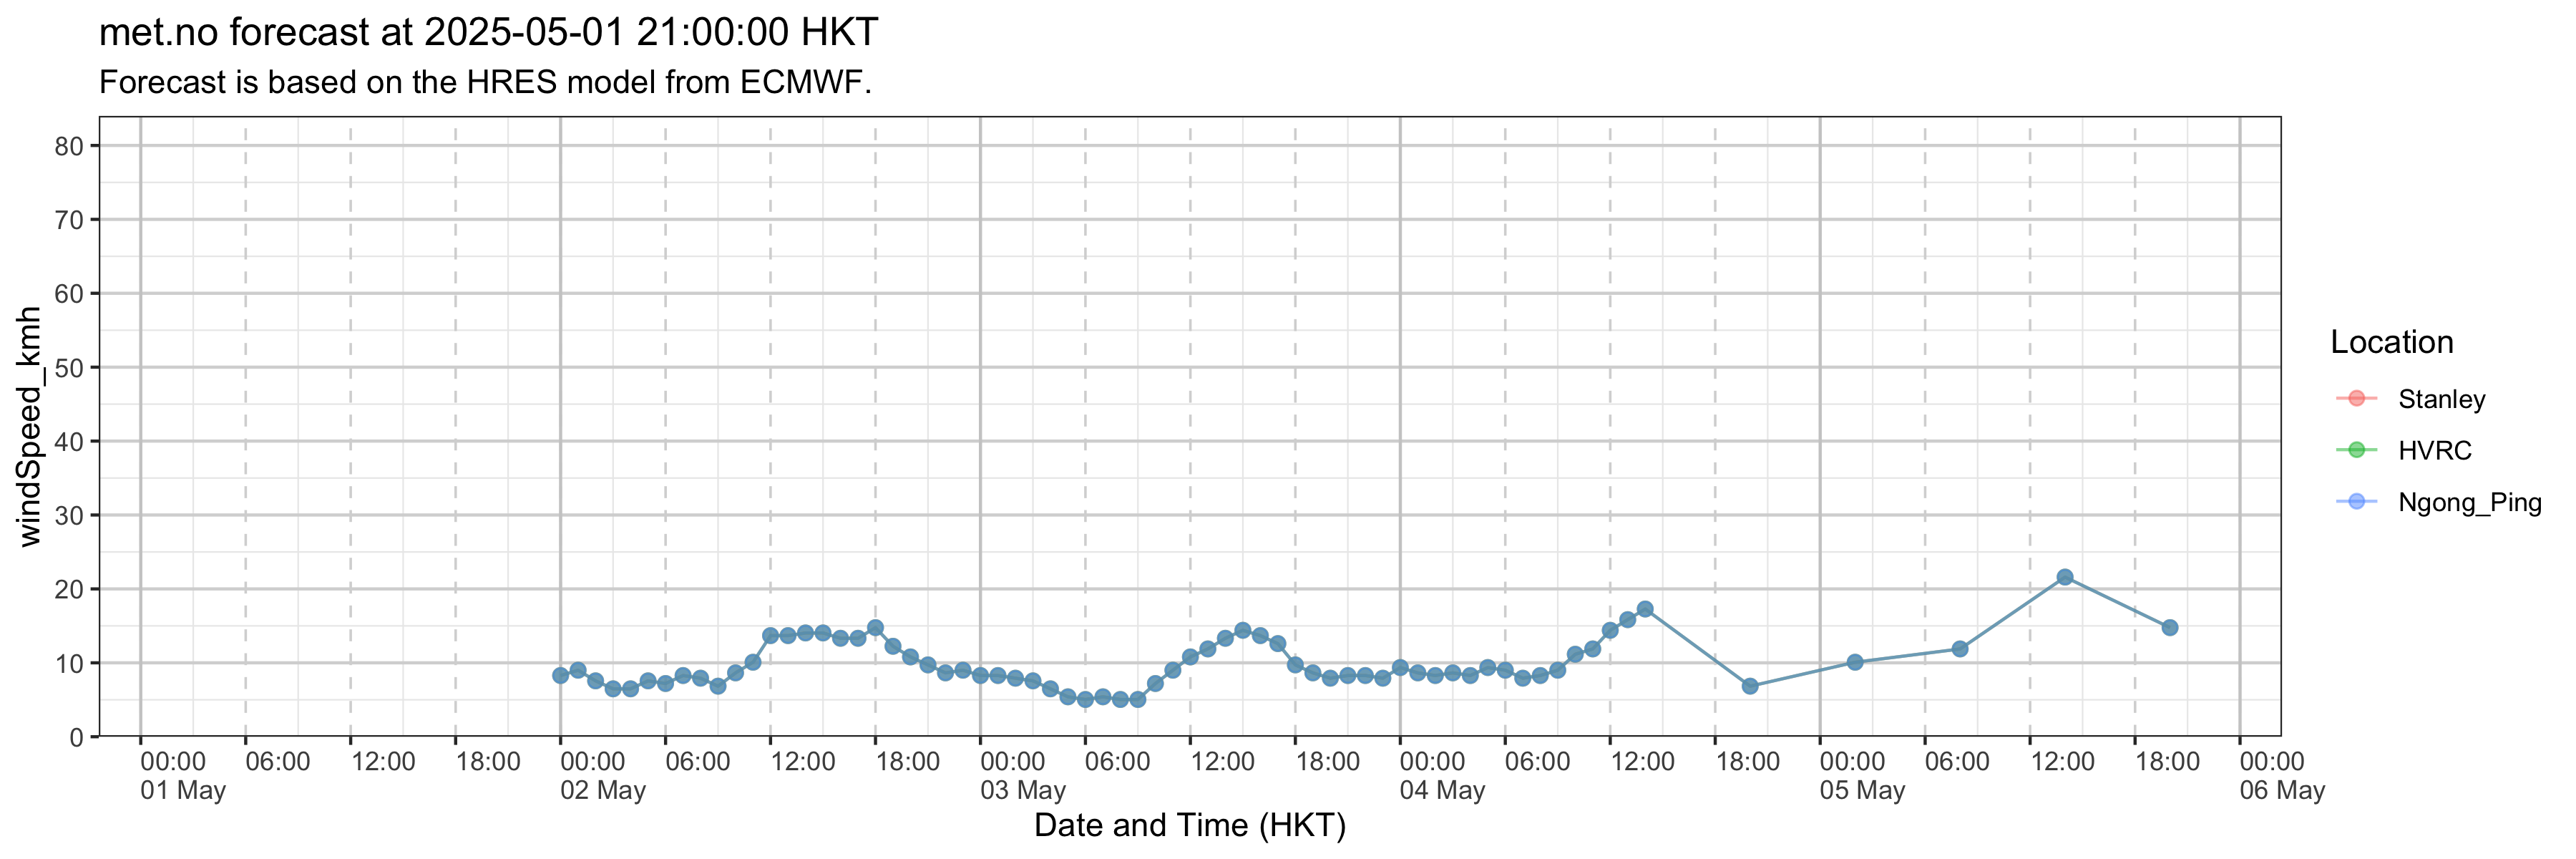 met.no forecast at 2025-05-01 21:00:00 HKT
Forecast is based on the HRES model from ECMWF.
windSpeed_kmh
80
70
60
50
40
30
20
10
0
00:00 06:00 12:00 18:00 00:00 06:00 12:00 18:00 00:00 06:00 12:00 18:00 00:00 06:00 12:00 18:00 00:00 06:00 12:00 18:00 00:00
01 May 02 May 03 May 04 May 05 May 06 May
Date and Time (HKT)
Location
Stanley
HVRC
Ngong_Ping